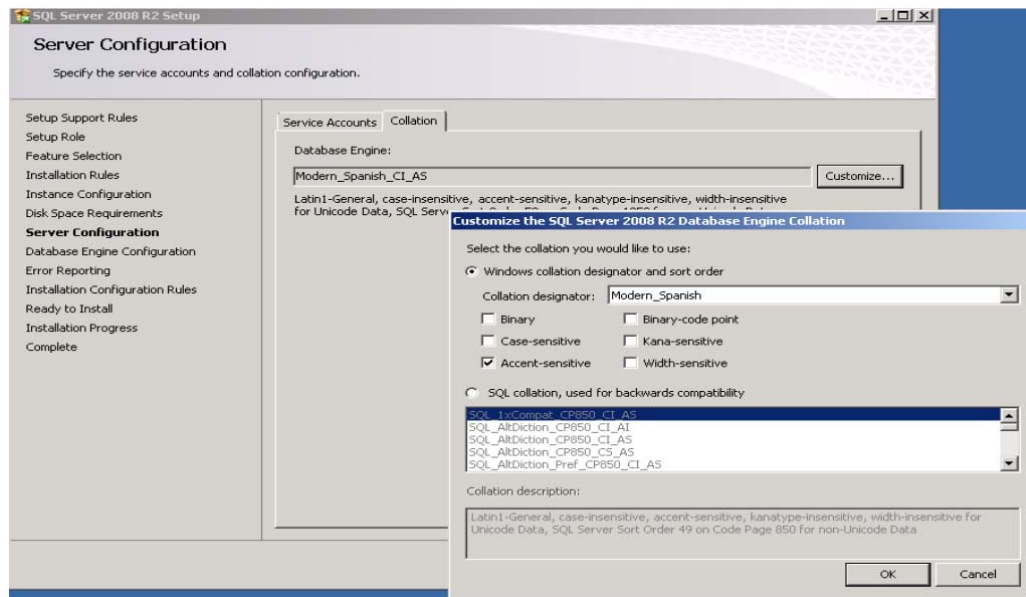 SQL Server 2008 R2 Setup
Server Configuration
Specify the service accounts and collation configuration.
Setup Support Rules
Setup Role
Feature Selection
Installation Rules
Instance Configuration
Disk Space Requirements
Server Configuration
Database Engine Configuration
Error Reporting
Installation Configuration Rules
Ready to Install
Installation Progress
Complete
Service Accounts Collation
Database Engine:
Modern_Spanish_CI_AS Customize...
Latin1-General, case-insensitive, accent-sensitive, kanatype-insensitive, width-insensitive
for Unicode Data, SQL Serve
Customize the SQL Server 2008 R2 Database Engine Collation
Select the collation you would like to use:
Windows collation designator and sort order
Collation designator: Modern_Spanish
Binary Binary-code point
Case-sensitive Kana-sensitive
Accent-sensitive Width-sensitive
SQL collation, used for backwards compatibility
SQL_1xCompat_CP850_CI_AS
SQL_AltDiction_CP850_CI_AI
SQL_AltDiction_CP850_CI_AS
SQL_AltDiction_CP850_CS_AS
SQL_AltDiction_Pref_CP850_CI_AS
Collation description:
Latin1-General, case-insensitive, accent-sensitive, kanatype-insensitive, width-insensitive for
Unicode Data, SQL Server Sort Order 49 on Code Page 850 for non-Unicode Data
OK Cancel